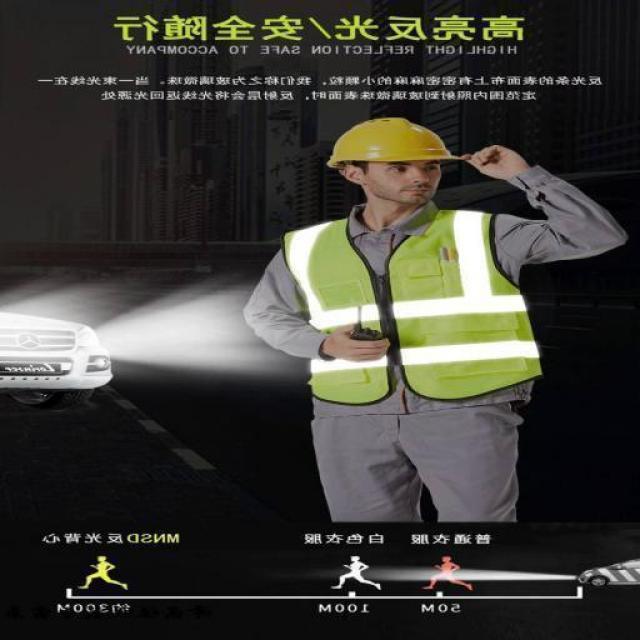 高亮反光/安全随行
HIGHLIGHT REFLECTION SAFE TO ACCOMPANY
反光条的表面布上有密密麻麻的小颗粒，我们称之为玻璃微珠。当一束光线在一
定范围内照射到玻璃微珠表面时，反射层会将光线返回光源处
Lorinser
普通衣服 白色衣服 MNSD反光背心
50M 100M 约300M